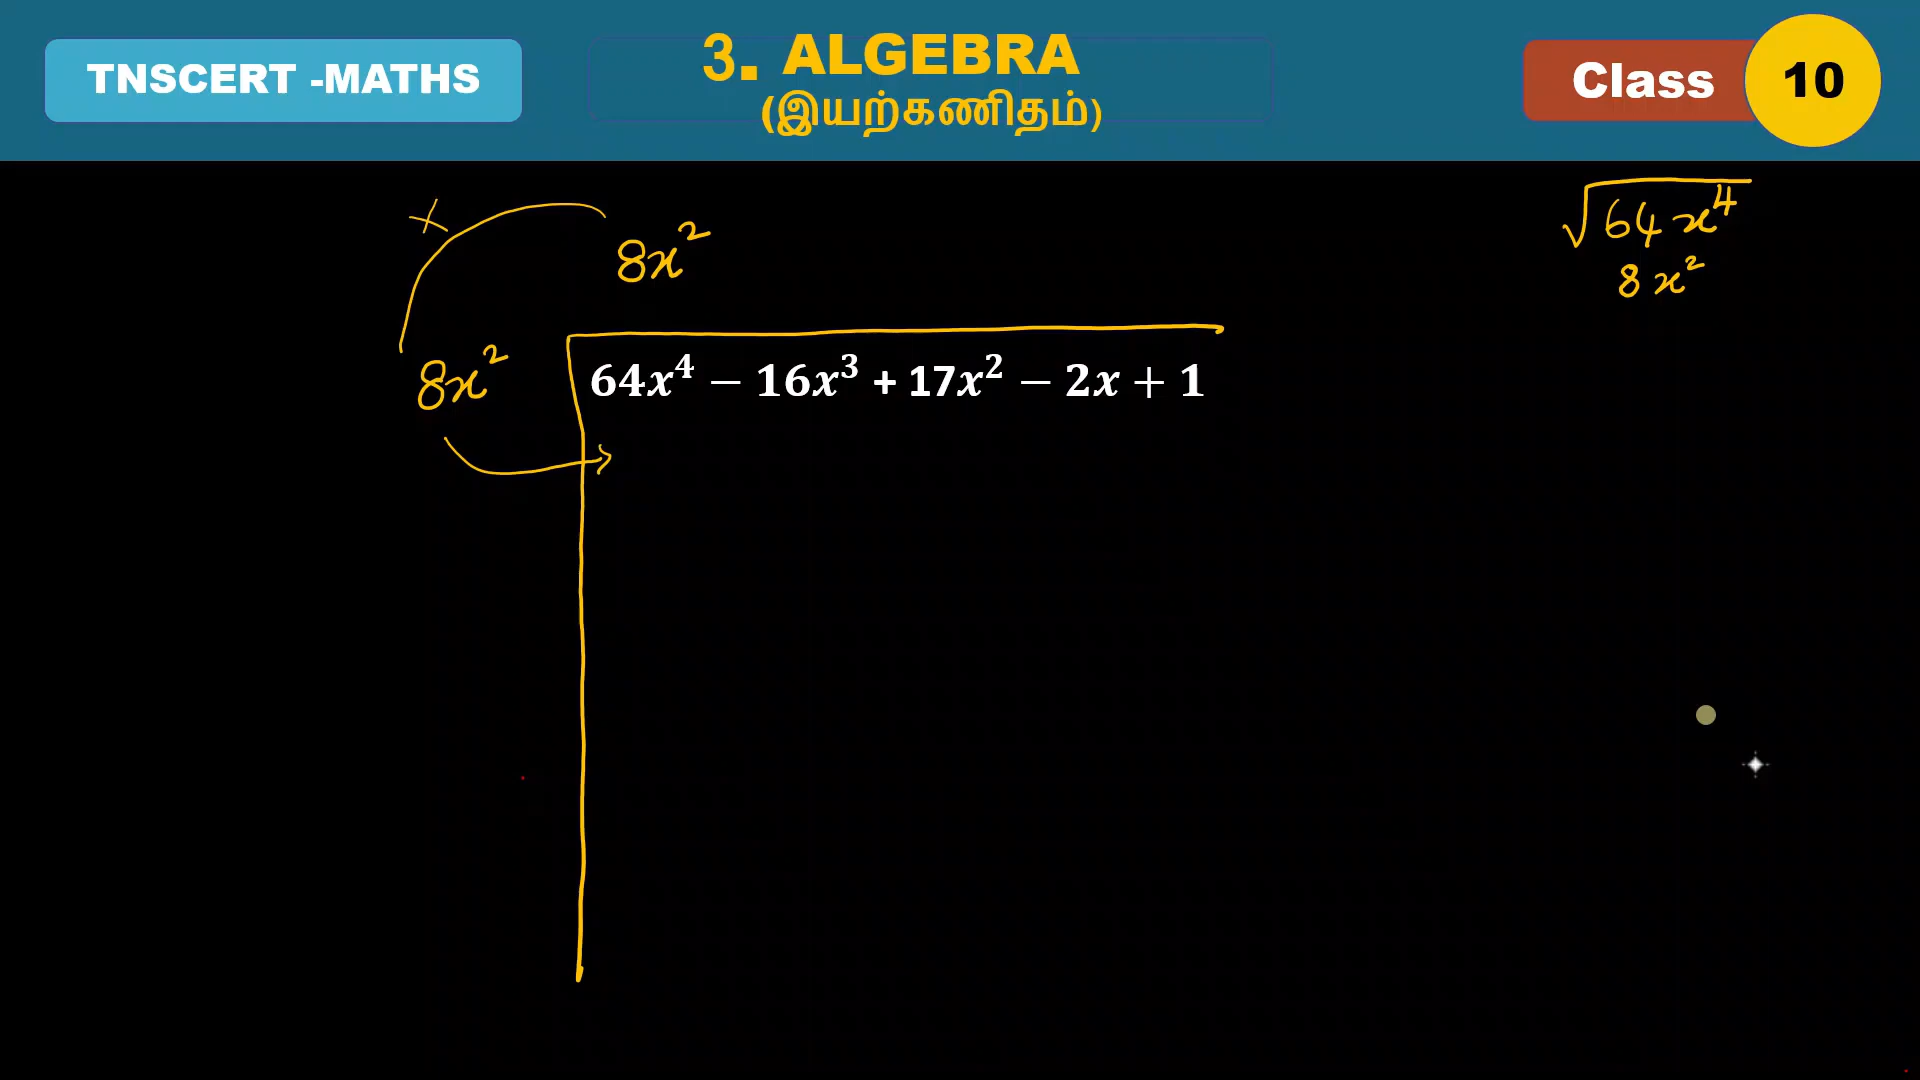 TNSCERT -MATHS
3. ALGEBRA
(இயற்கணிதம்)
Class 10
√64x⁴
8x²
×
8x²
8x²
64x⁴ − 16x³ + 17x² − 2x + 1